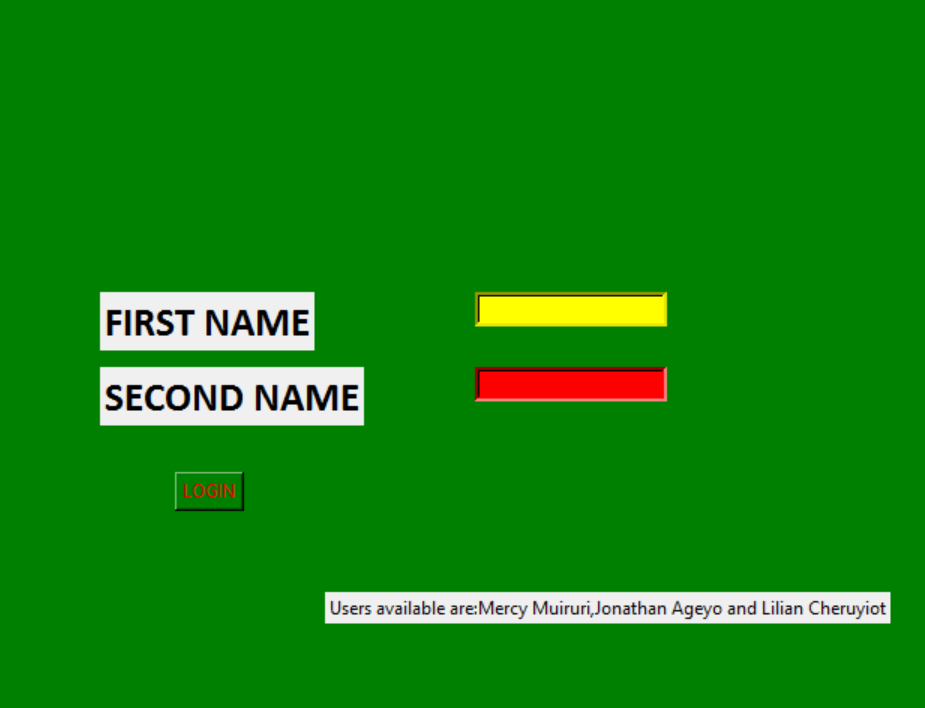 FIRST NAME
SECOND NAME
LOGIN
Users available are:Mercy Muiruri,Jonathan Ageyo and Lilian Cheruyiot